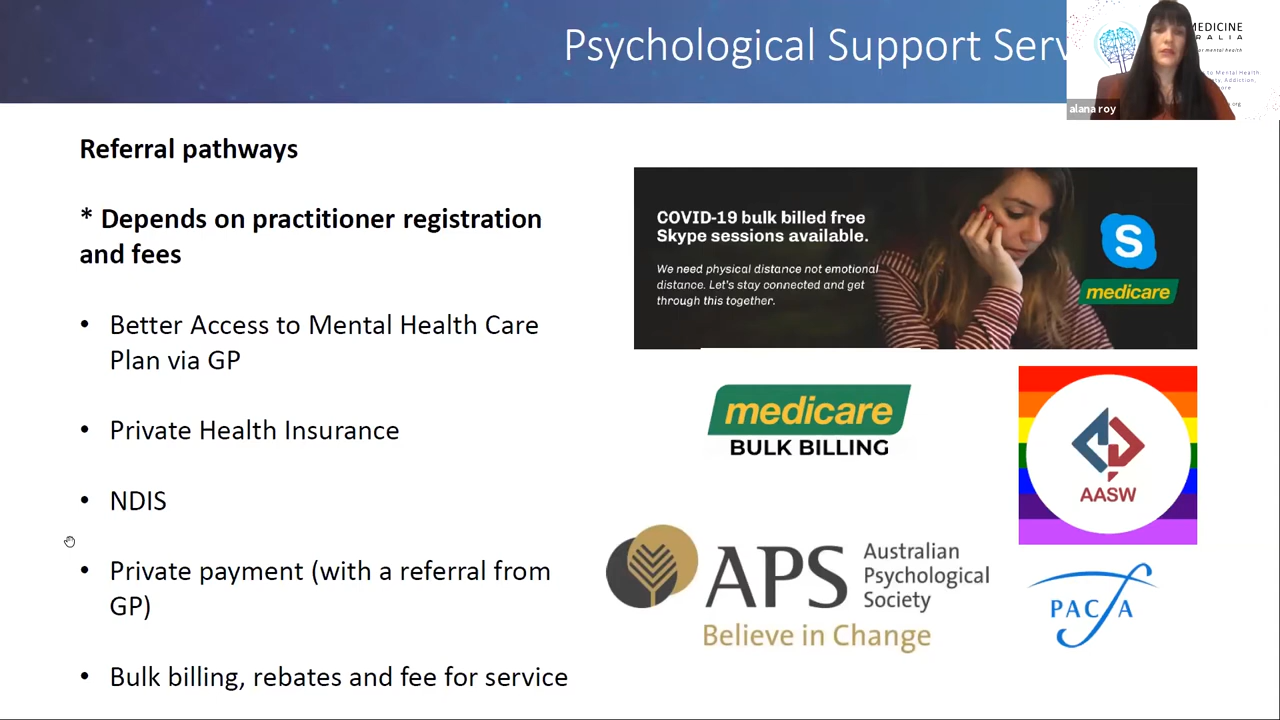 Psychological Support Serv
MEDICINE
RALIA
alana roy
Referral pathways
* Depends on practitioner registration
and fees
• Better Access to Mental Health Care
Plan via GP
• Private Health Insurance
• NDIS
• Private payment (with a referral from
GP)
• Bulk billing, rebates and fee for service
COVID-19 bulk billed free
Skype sessions available.
We need physical distance not emotional
distance. Let's stay connected and get
through this together.
S
medicare
medicare
BULK BILLING
AASW
APS
Australian
Psychological
Society
Believe in Change
PACFA